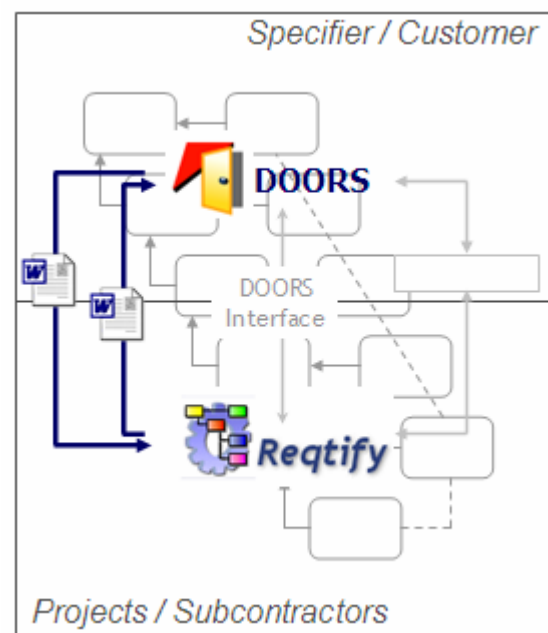 Specifier / Customer
DOORS
W
W
DOORS
Interface
Reqtify
Projects / Subcontractors